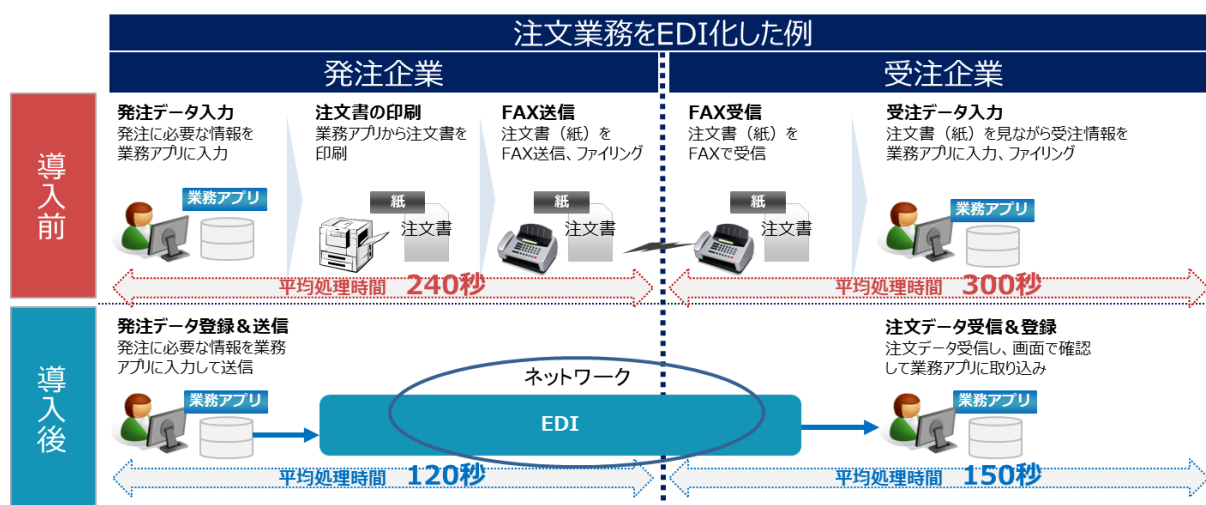 注文業務をEDI化した例
発注企業
受注企業
導入前
発注データ入力
発注に必要な情報を
業務アプリに入力
業務アプリ
注文書の印刷
業務アプリから注文書を
印刷
紙
注文書
FAX送信
注文書（紙）を
FAX送信、ファイリング
紙
注文書
FAX受信
注文書（紙）を
FAXで受信
紙
注文書
受注データ入力
注文書（紙）を見ながら受注情報を
業務アプリに入力、ファイリング
業務アプリ
平均処理時間 240秒
平均処理時間 300秒
導入後
発注データ登録＆送信
発注に必要な情報を業務
アプリに入力して送信
業務アプリ
ネットワーク
EDI
注文データ受信＆登録
注文データ受信し、画面で確認
して業務アプリに取り込み
業務アプリ
平均処理時間 120秒
平均処理時間 150秒